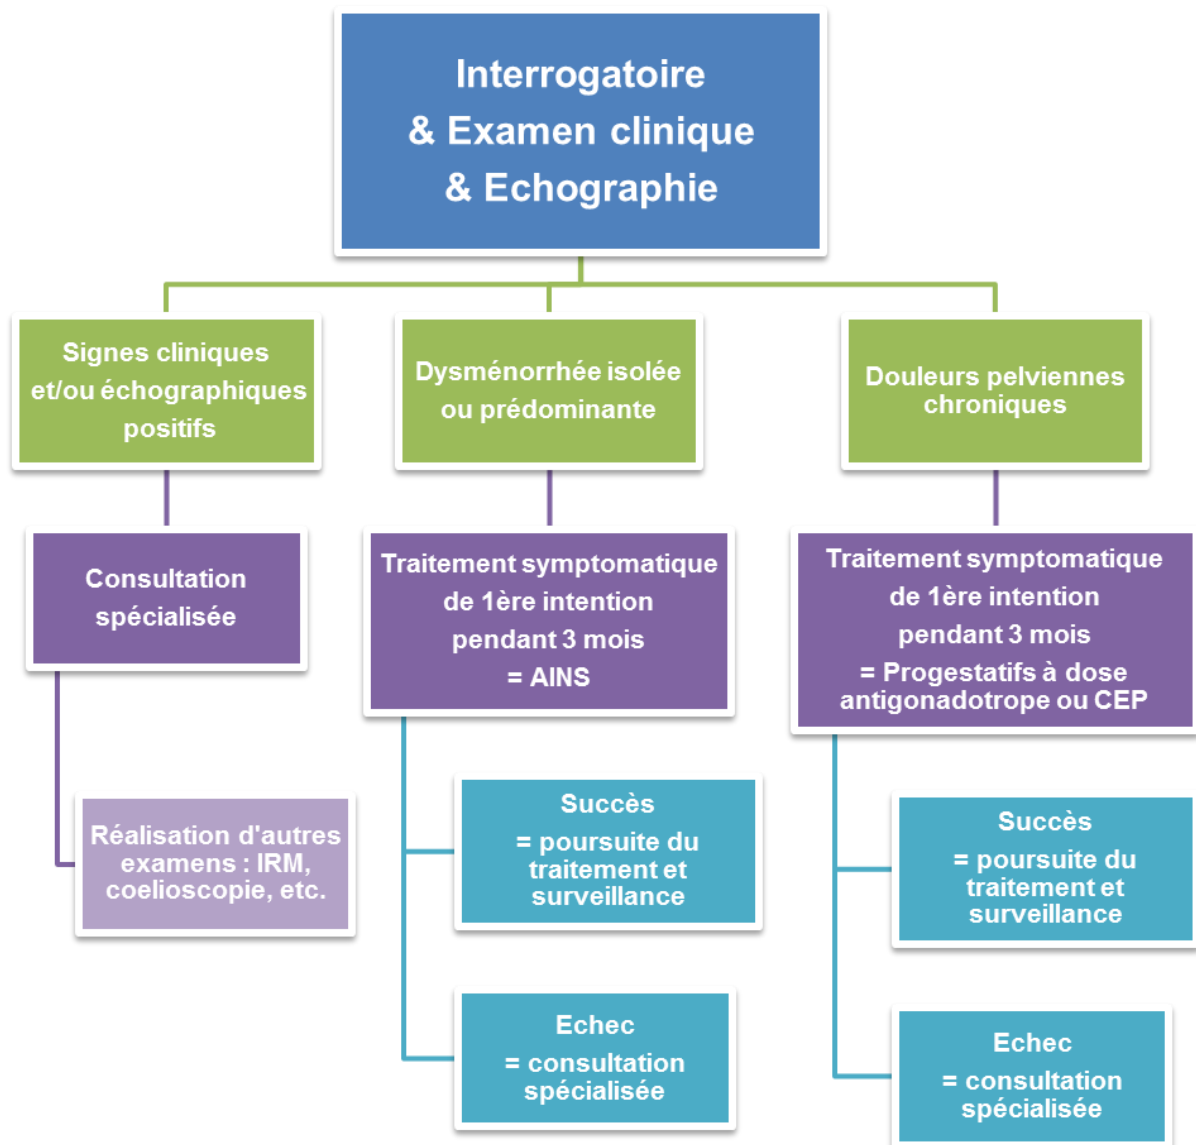 Interrogatoire
& Examen clinique
& Echographie
Signes cliniques
et/ou échographiques
positifs
Dysménorrhée isolée
ou prédominante
Douleurs pelviennes
chroniques
Consultation
spécialisée
Traitement symptomatique
de 1ère intention
pendant 3 mois
= AINS
Traitement symptomatique
de 1ère intention
pendant 3 mois
= Progestatifs à dose
antigonadotrope ou CEP
Réalisation d'autres
examens : IRM,
coelioscopie, etc.
Succès
= poursuite du
traitement et
surveillance
Succès
= poursuite du
traitement et
surveillance
Echec
= consultation
spécialisée
Echec
= consultation
spécialisée